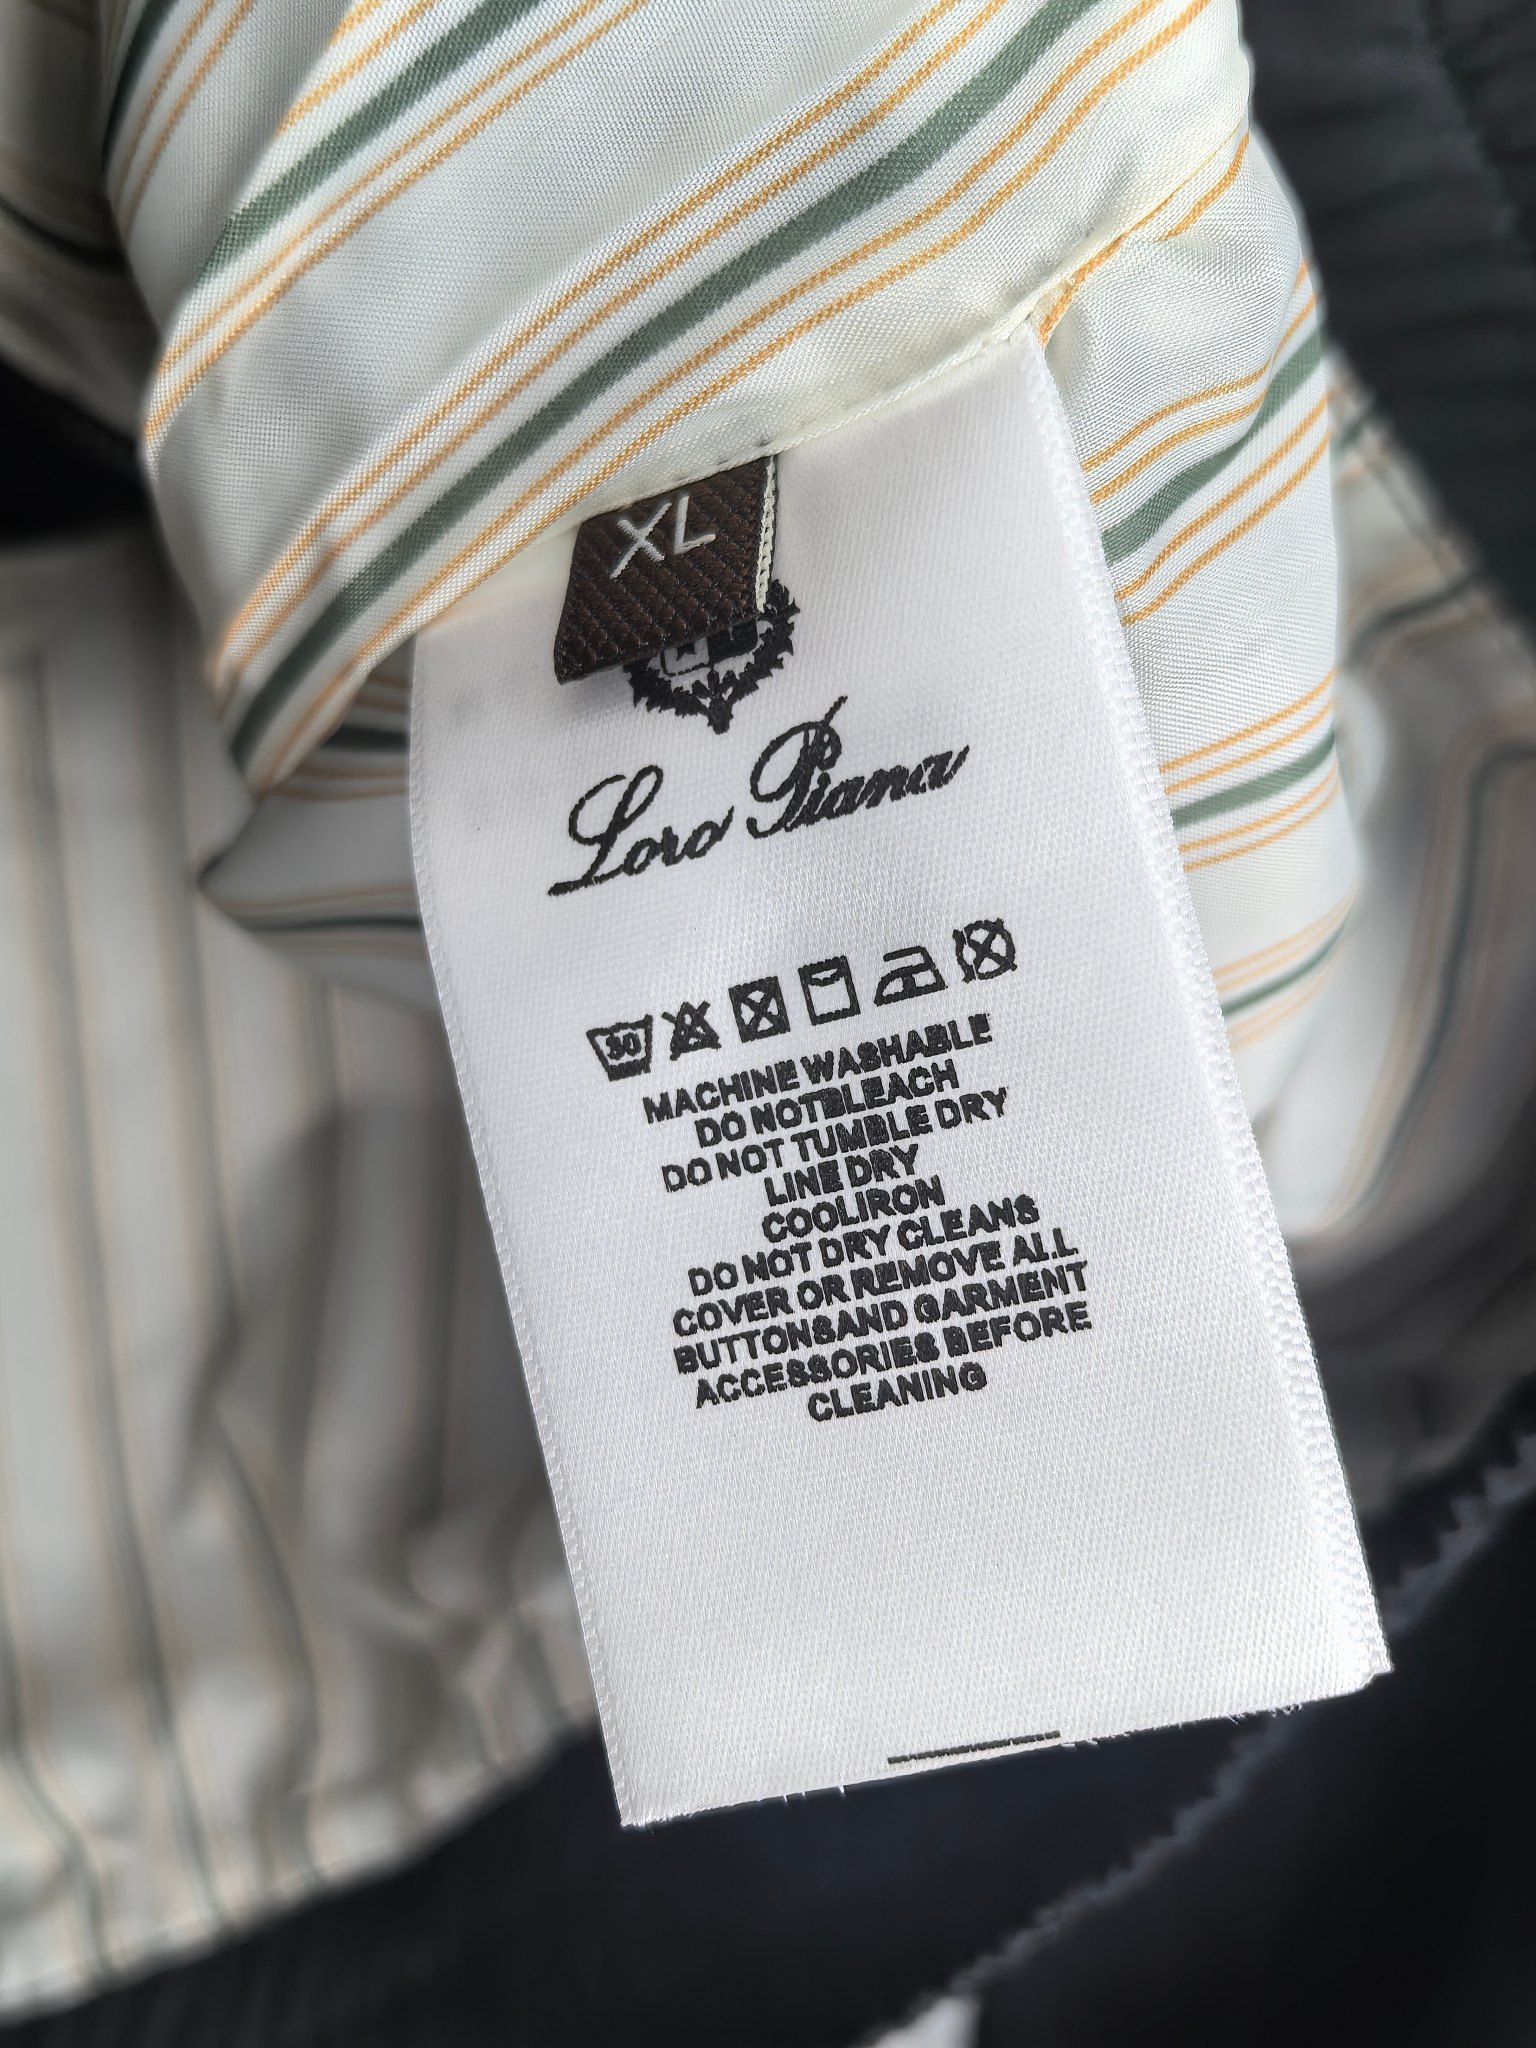 XL
Loro Piana
30
MACHINE WASHABLE
DO NOTBLEACH
DO NOT TUMBLE DRY
LINE DRY
COOLIRON
DO NOT DRY CLEANS
COVER OR REMOVE ALL
BUTTONSAND GARMENT
ACCESSORIES BEFORE
CLEANING